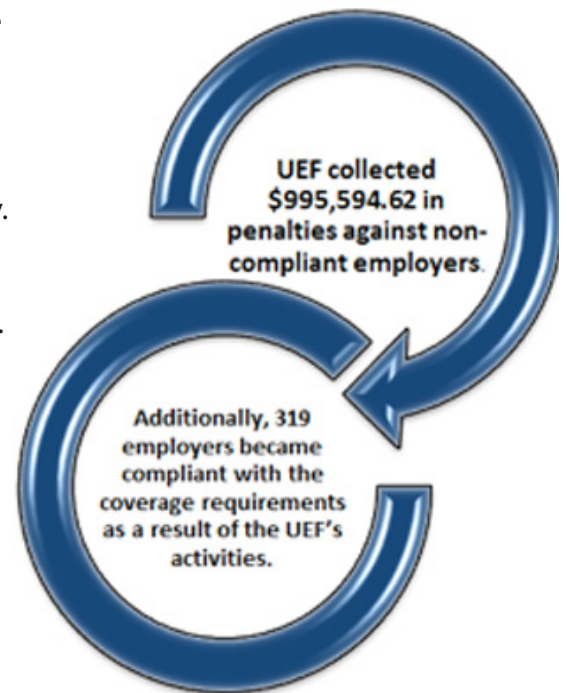 UEF collected
$995,594.62 in
penalties against non-
compliant employers.
Additionally, 319
employers became
compliant with the
coverage requirements
as a result of the UEF's
activities.